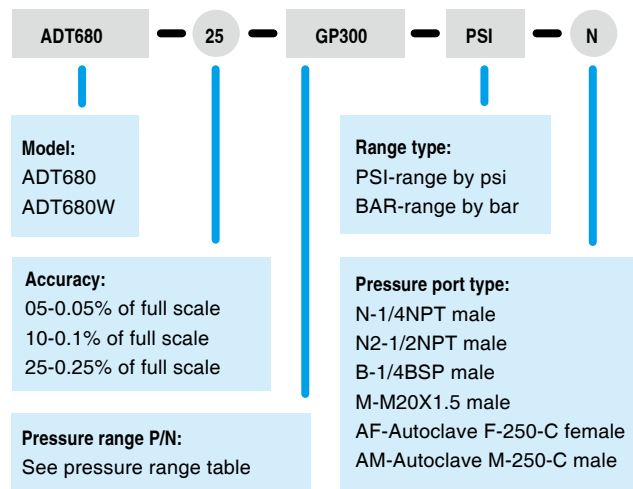 ADT680 25 GP300 PSI N
Model:
ADT680
ADT680W
Accuracy:
05-0.05% of full scale
10-0.1% of full scale
25-0.25% of full scale
Pressure range P/N:
See pressure range table
Range type:
PSI-range by psi
BAR-range by bar
Pressure port type:
N-1/4NPT male
N2-1/2NPT male
B-1/4BSP male
M-M20X1.5 male
AF-Autoclave F-250-C female
AM-Autoclave M-250-C male